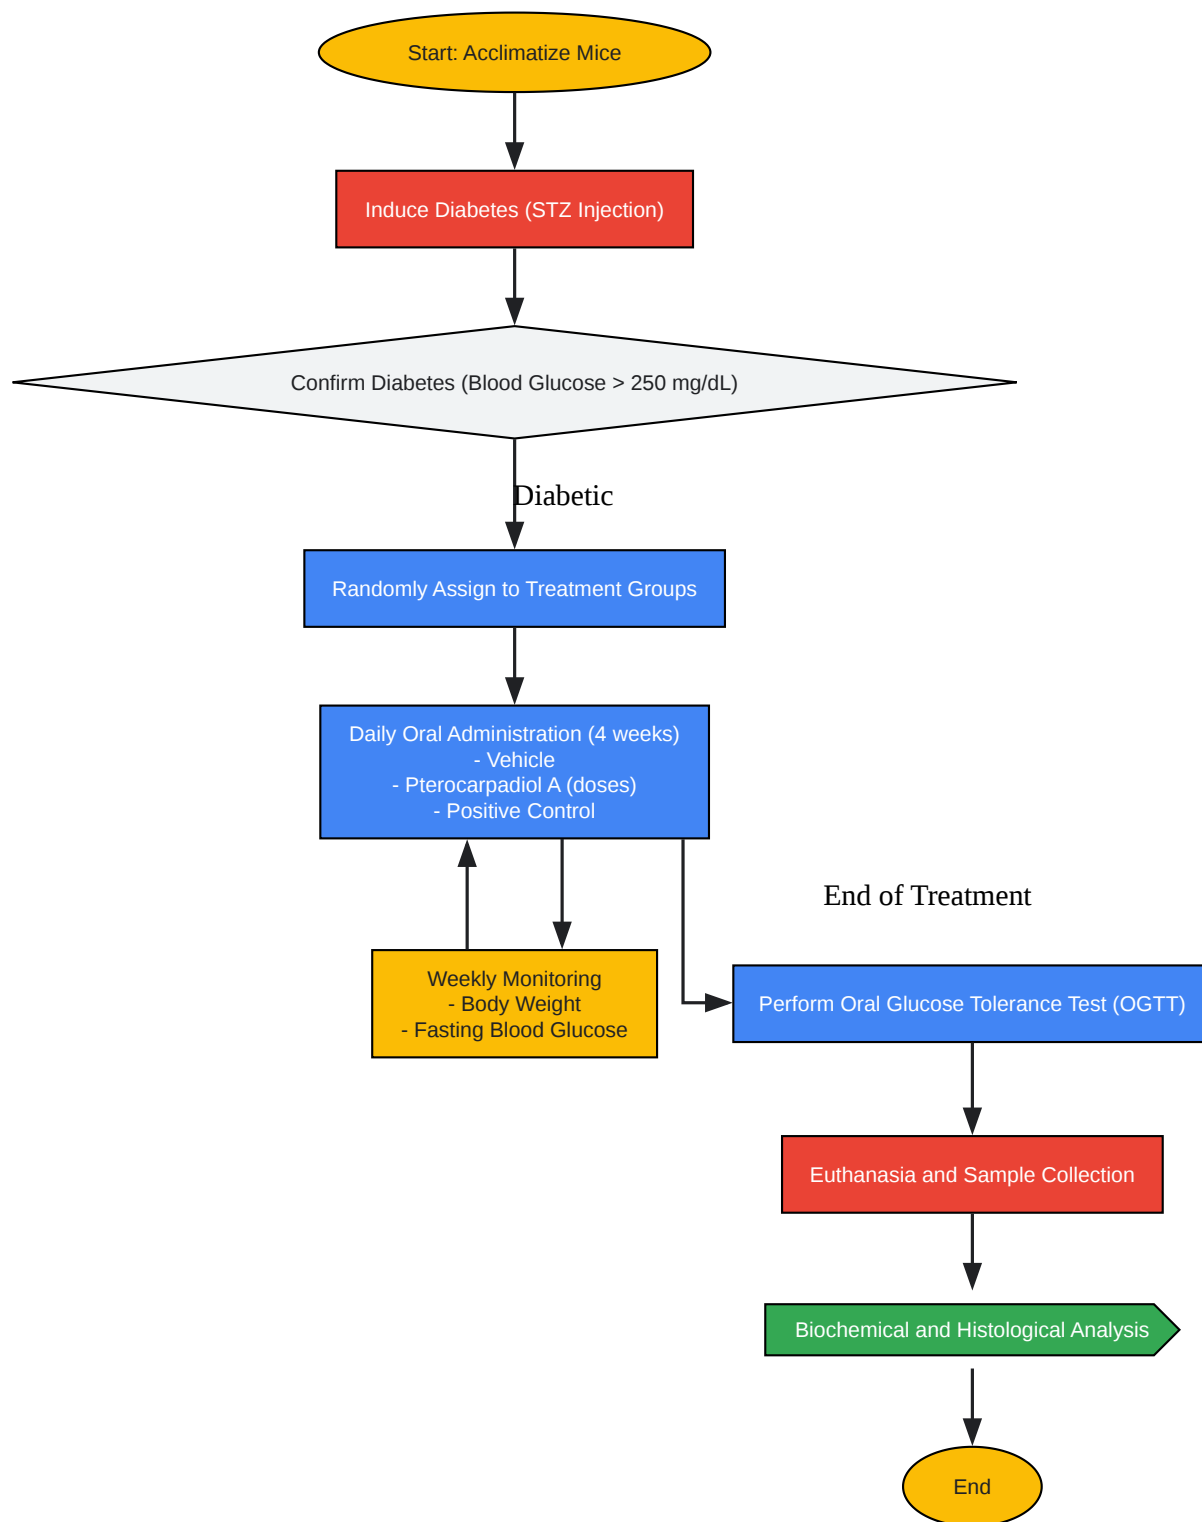 Start: Acclimatize Mice
Induce Diabetes (STZ Injection)
Confirm Diabetes (Blood Glucose > 250 mg/dL)
Diabetic
Randomly Assign to Treatment Groups
Daily Oral Administration (4 weeks)
- Vehicle
- Pterocarpadiol A (doses)
- Positive Control
End of Treatment
Weekly Monitoring
- Body Weight
- Fasting Blood Glucose
Perform Oral Glucose Tolerance Test (OGTT)
Euthanasia and Sample Collection
Biochemical and Histological Analysis
End